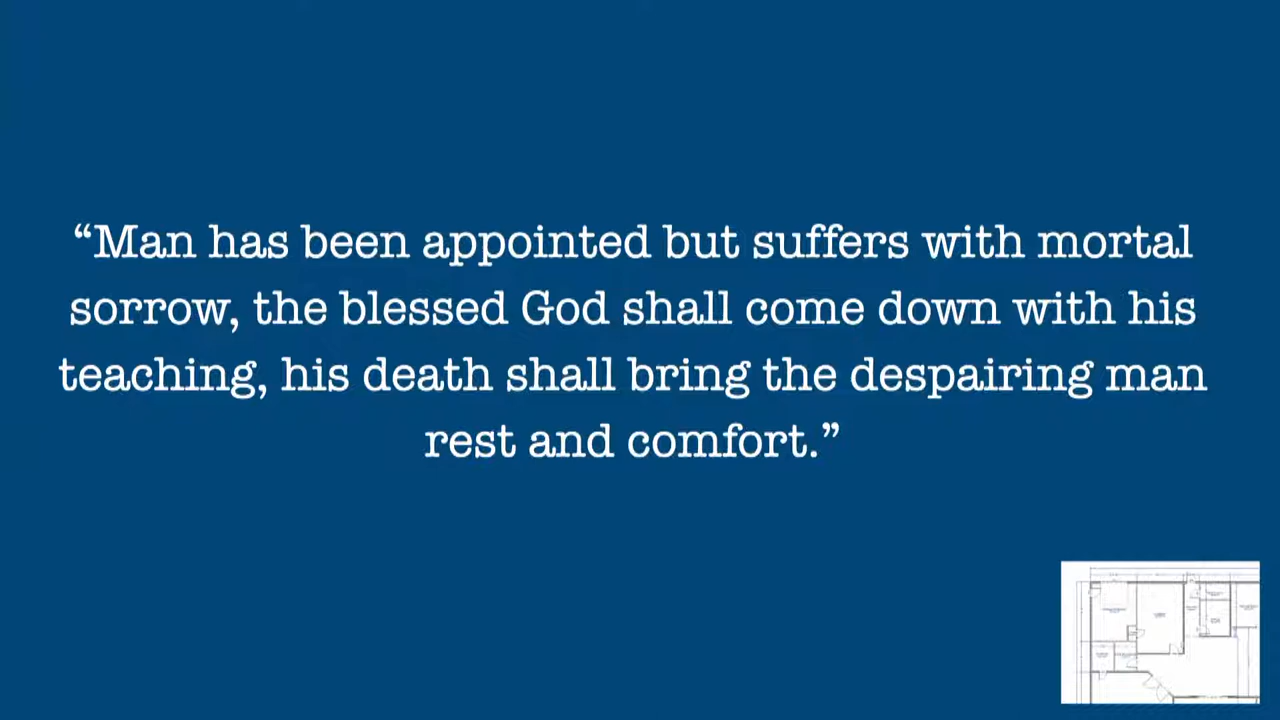 “Man has been appointed but suffers with mortal
sorrow, the blessed God shall come down with his
teaching, his death shall bring the despairing man
rest and comfort.”